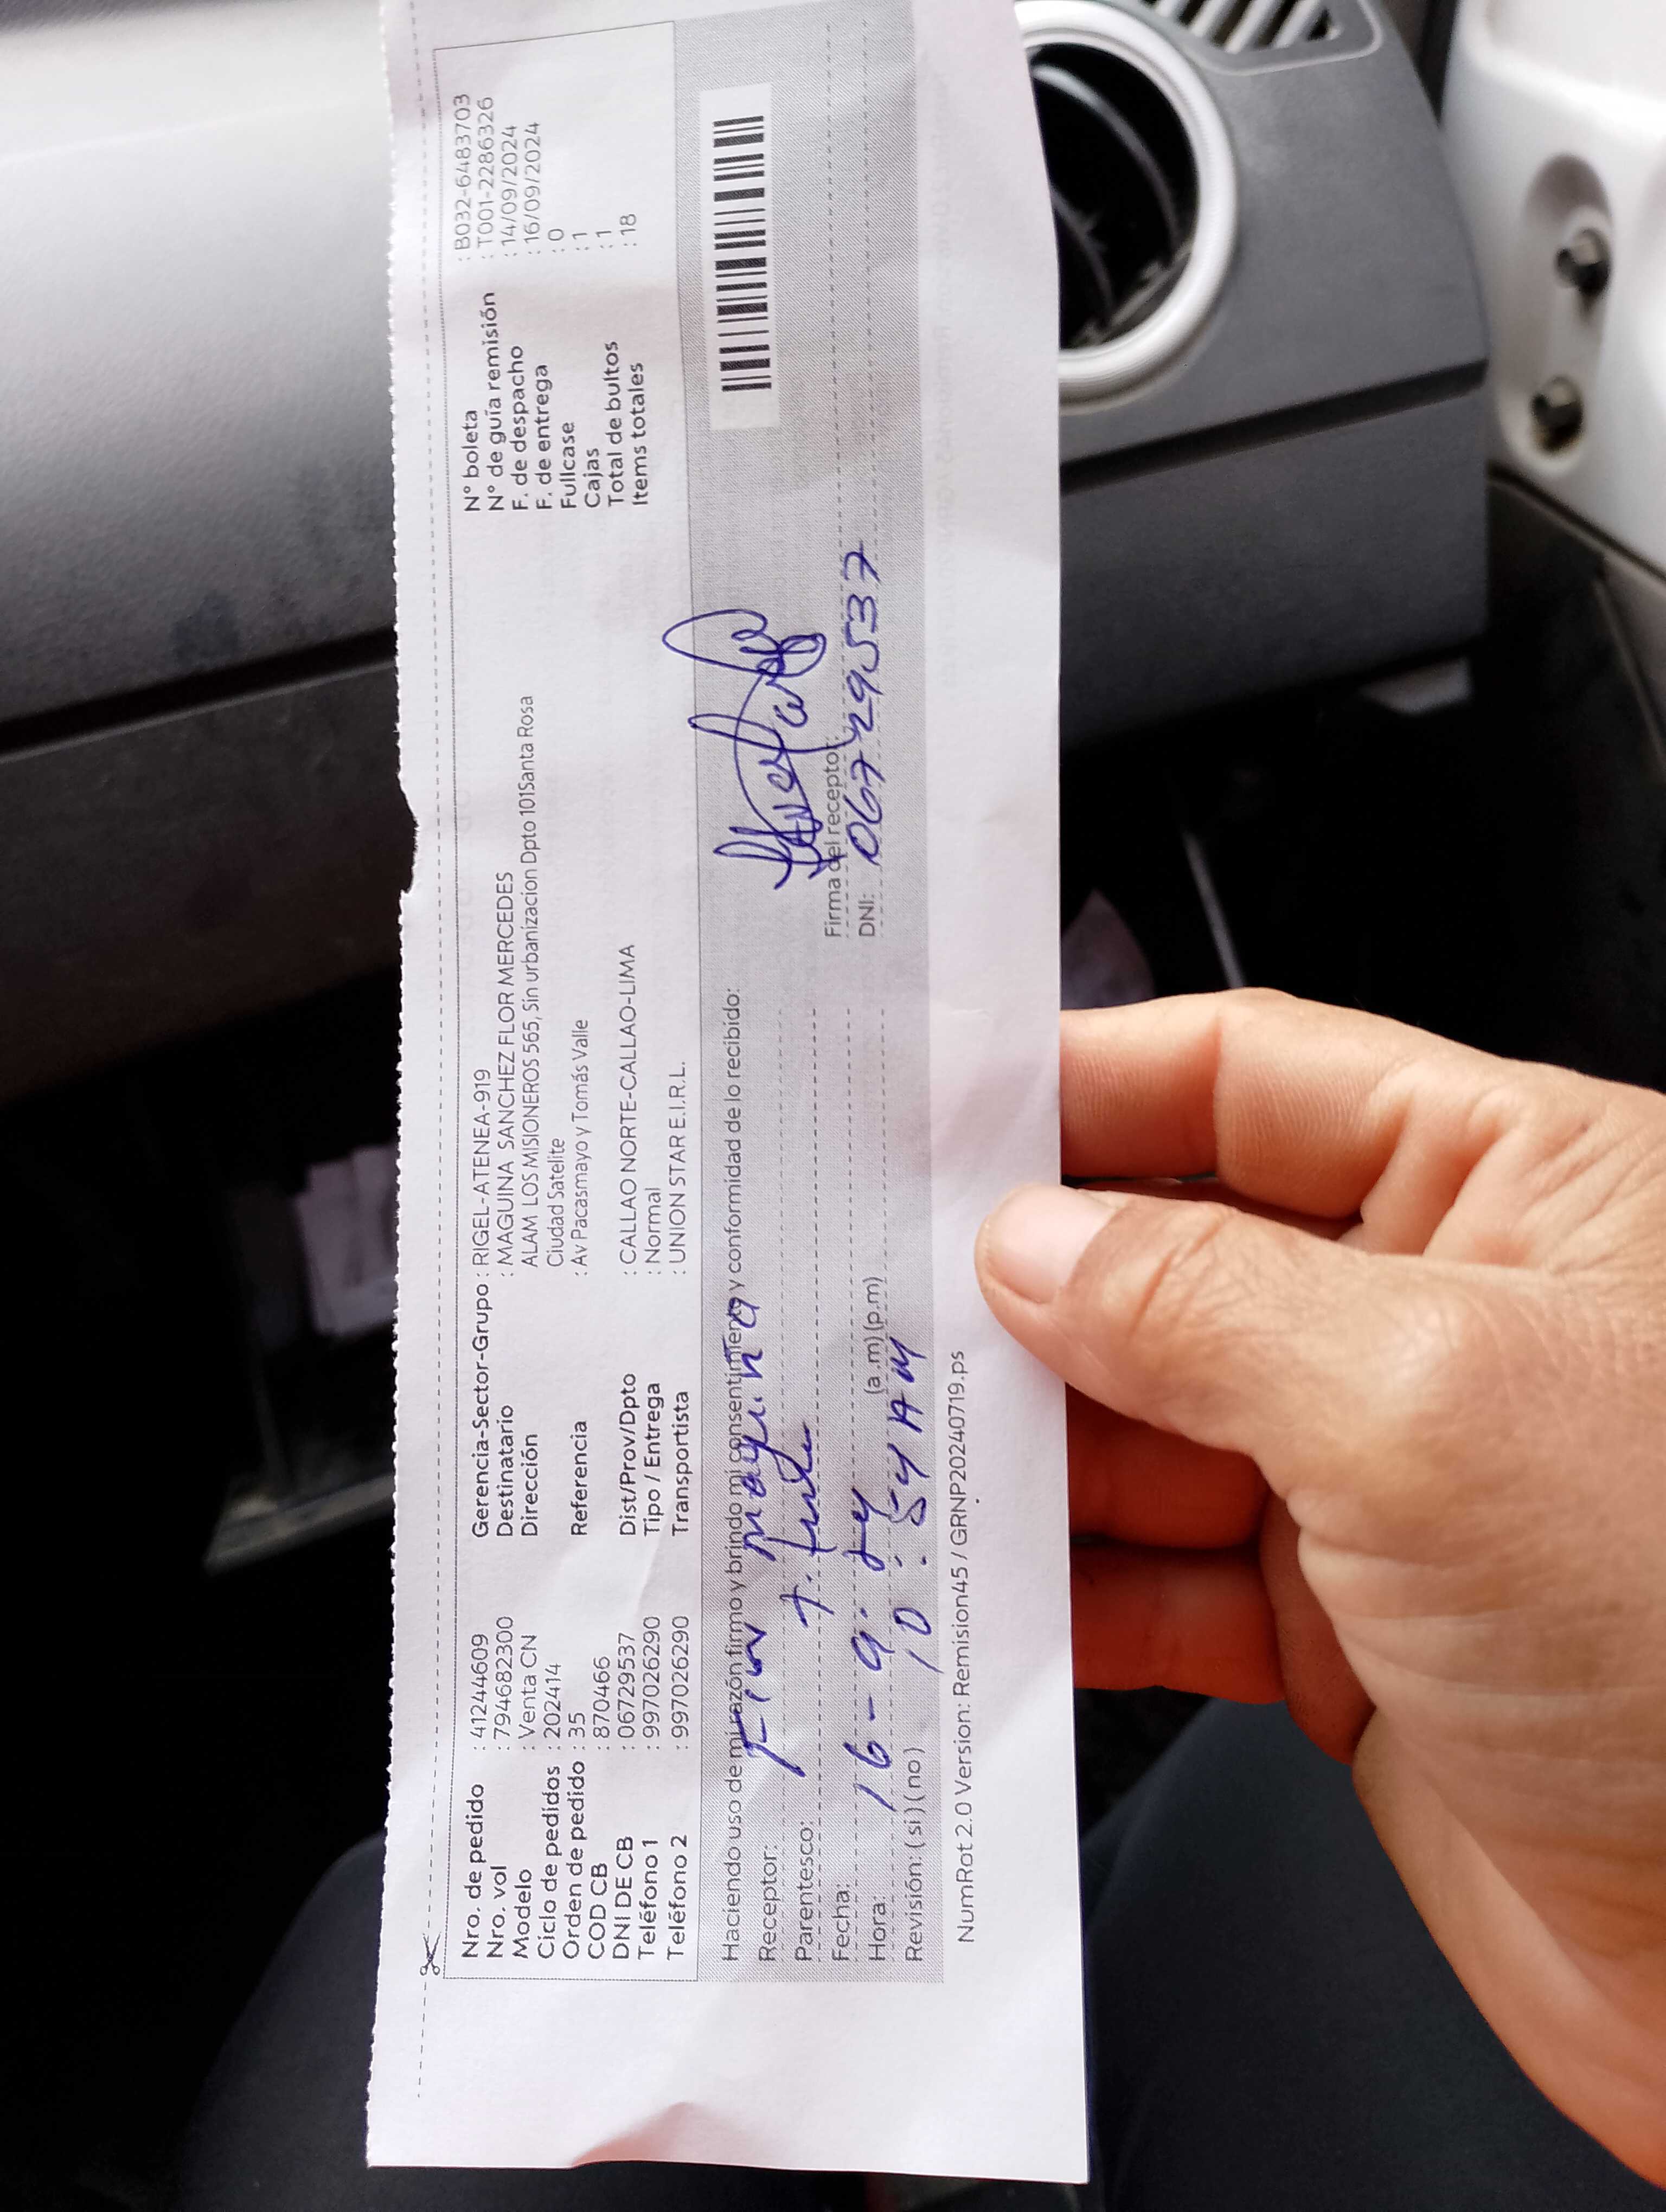 Nro. de pedido : 41244609
Nro. vol : 794682300
Modelo : Venta CN
Ciclo de pedidos : 202414
Orden de pedido : 35
COD CB : 870466
DNI DE CB : 06729537
Teléfono 1 : 997026290
Teléfono 2 : 997026290
Gerencia-Sector-Grupo : RIGEL-ATENEA-919
Destinatario : MAGUINA SANCHEZ FLOR MERCEDES
Dirección ALAM LOS MISIONEROS 565, Sin urbanizacion Dpto 101Santa Rosa
Ciudad Satelite
Referencia : Av Pacasmayo y Tomás Valle
Dist/Prov/Dpto : CALLAO NORTE-CALLAO-LIMA
Tipo / Entrega : Normal
Transportista : UNION STAR E.I.R.L.
N° boleta : B032-6483703
N° de guía remisión : T001-2286326
F. de despacho : 14/09/2024
F. de entrega : 16/09/2024
Fullcase : 0
Cajas : 1
Total de bultos : 1
Items totales : 18
Haciendo uso de mi razón firmo y brindo mi consentimiento y conformidad de lo recibido:
Receptor: Maguina
Parentesco:
Fecha: 16-9-24
Hora: 10:54 AM (a.m) (p.m)
Revisión: (si) (no)
Firma del receptor:
DNI: 06729537
NumRot 2.0 Version: Remision45 / GRNP20240719.ps